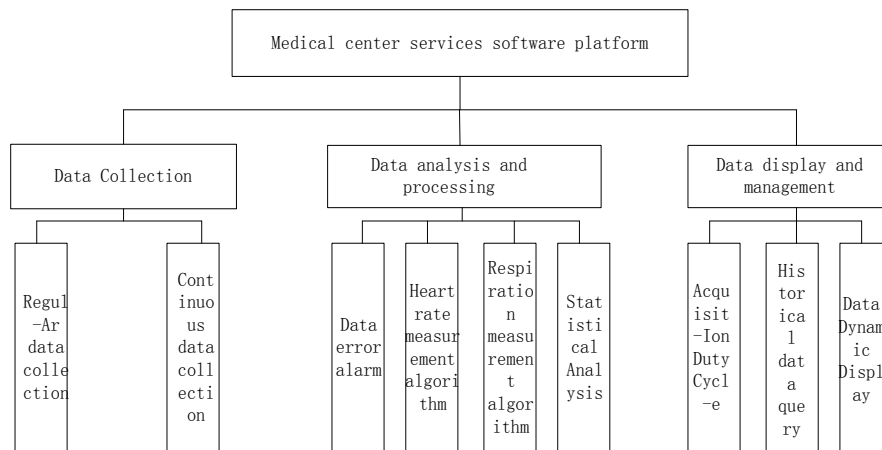 Medical center services software platform
Data Collection
Data analysis and
processing
Data display and
management
Regul
-Ar
data
colle
ction
Cont
inuo
us
data
coll
ecti
on
Data
error
alarm
Heart
rate
measur
ement
algori
thm
Respi
ratio
n
measu
remen
t
algor
ithm
Stat
isti
cal
Anal
ysis
Acqu
isit
-Ion
Duty
Cycl
-e
His
tor
ica
l
dat
a
que
ry
Data
Dynam
ic
Displ
ay